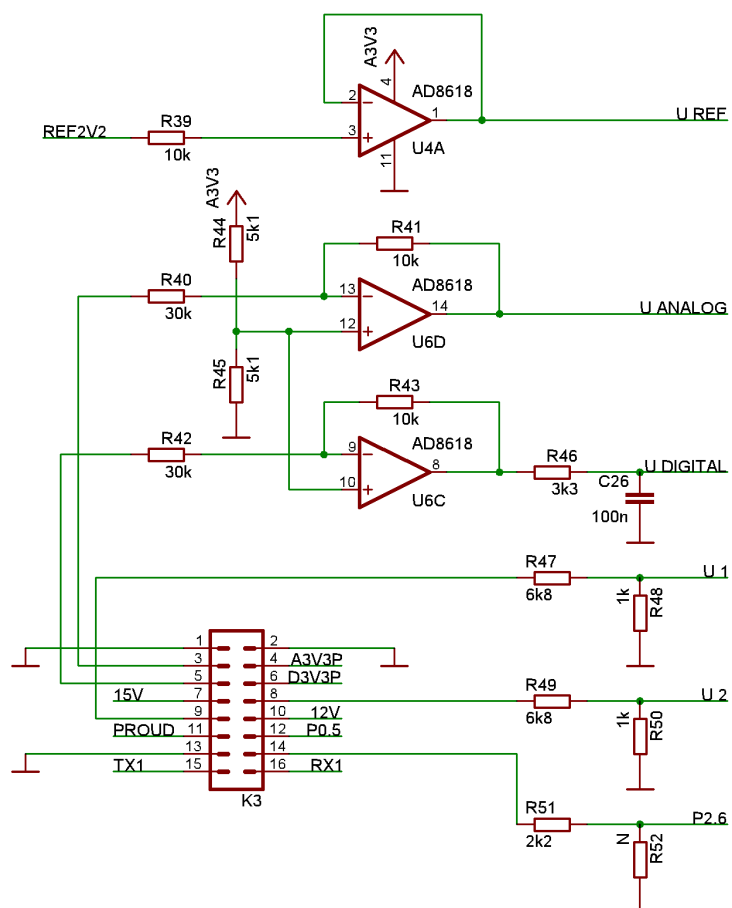 A3V3
4
2
AD8618
1
U REF
REF2V2
R39
10k
3
U4A
11
A3V3
R44
5k1
R41
10k
AD8618
R40
30k
13
14
U ANALOG
12
U6D
R45
5k1
R43
10k
AD8618
R42
30k
9
8
R46
3k3
U DIGITAL
C26
100n
10
U6C
R47
6k8
U 1
1k
R48
1
2
3
4
A3V3P
5
6
D3V3P
15V
7
8
R49
6k8
U 2
1k
R50
9
10
12V
PROUD
11
12
P0.5
13
14
TX1
15
16
RX1
K3
R51
2k2
P2.6
N
R52